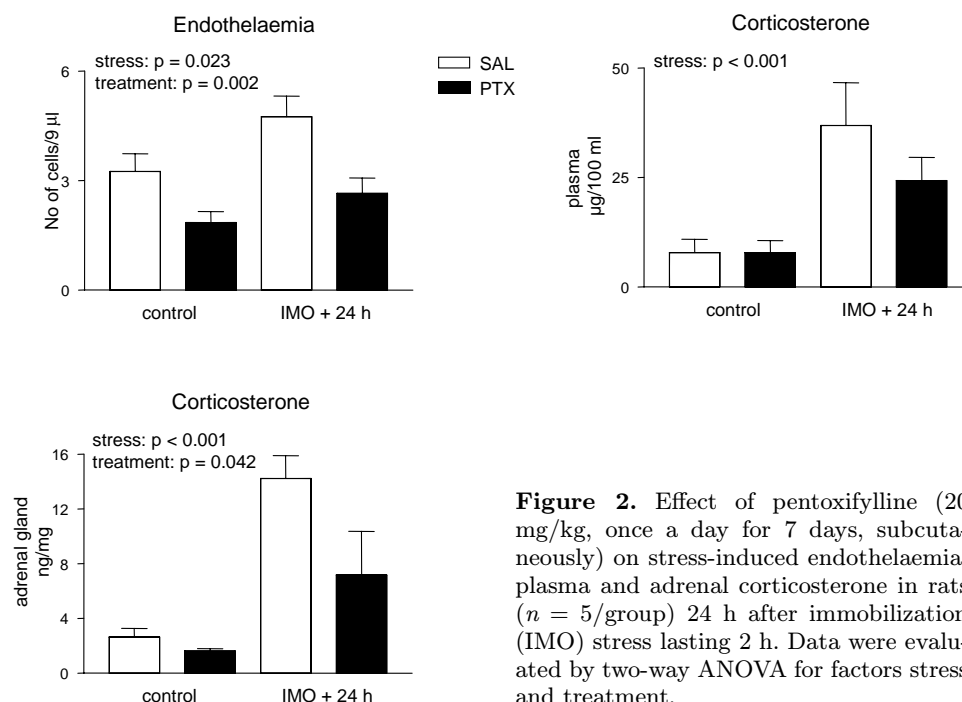 Endothelaemia
stress: p = 0.023
treatment: p = 0.002
6
3
0
No of cells/9 µl
control
IMO + 24 h
SAL
PTX
Corticosterone
stress: p < 0.001
50
25
0
plasma
µg/100 ml
control
IMO + 24 h
Corticosterone
stress: p < 0.001
treatment: p = 0.042
16
12
8
4
0
adrenal gland
ng/mg
control
IMO + 24 h
Figure 2. Effect of pentoxifylline (20
mg/kg, once a day for 7 days, subcuta-
neously) on stress-induced endothelaemia
plasma and adrenal corticosterone in rats
(n = 5/group) 24 h after immobilization
(IMO) stress lasting 2 h. Data were evalu-
ated by two-way ANOVA for factors stress
and treatment.